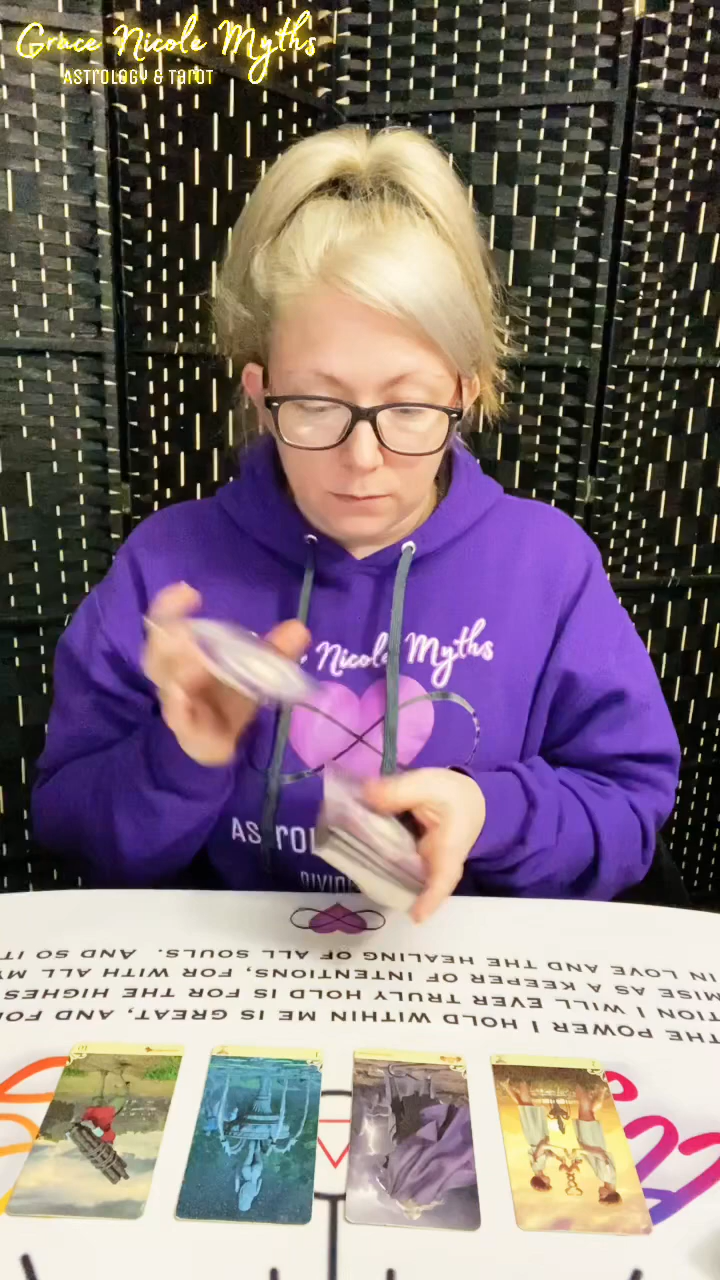 Grace Nicole Myths
ASTROLOGY & TAROT
Nicole Myths
IN LOVE AND THE HEALING OF ALL SOULS. AND SO IT
MISE AS A KEEPER OF INTENTIONS, FOR WITH ALL MY
TION I WILL EVER TRULY HOLD IS FOR THE HIGHES
THE POWER I HOLD WITHIN ME IS GREAT, AND FOR